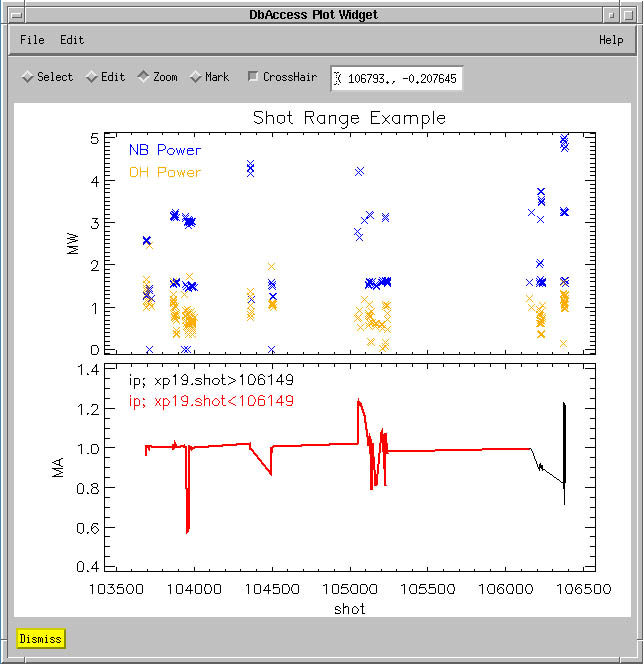 DbAccess Plot Widget
File Edit Help
Select Edit Zoom Mark CrossHair X 106793., -0.207645
Shot Range Example
NB Power
OH Power
5
4
3
2
1
0
MW
ip; xp19.shot>106149
ip; xp19.shot<106149
1.4
1.2
1.0
0.8
0.6
0.4
MA
103500 104000 104500 105000 105500 106000 106500
shot
Dismiss